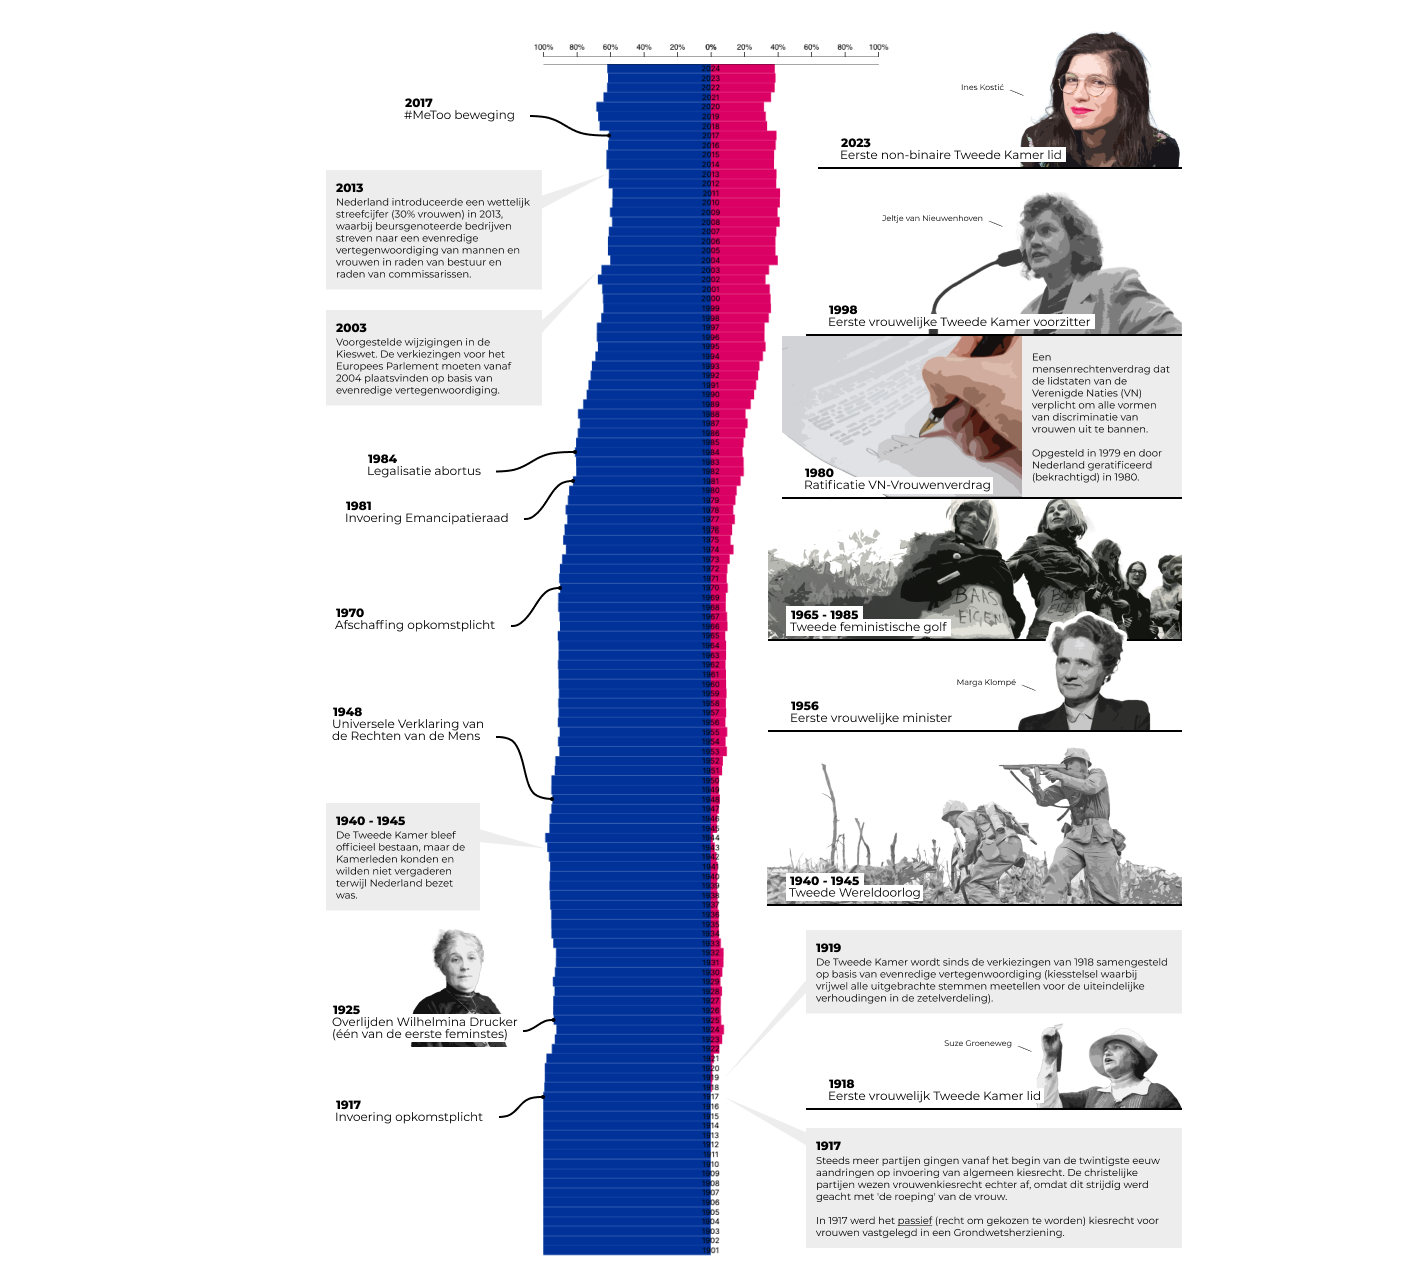 100% 80% 60% 40% 20% 0% 20% 40% 60% 80% 100%
2024
2023
2022
2021
2020
2019
2018
2017
2016
2015
2014
2013
2012
2011
2010
2009
2008
2007
2006
2005
2004
2003
2002
2001
2000
1999
1998
1997
1996
1995
1994
1993
1992
1991
1990
1989
1988
1987
1986
1985
1984
1983
1982
1981
1980
1979
1978
1977
1976
1975
1974
1973
1972
1971
1970
1969
1968
1967
1966
1965
1964
1963
1962
1961
1960
1959
1958
1957
1956
1955
1954
1953
1952
1951
1950
1949
1948
1947
1946
1945
1944
1943
1942
1941
1940
1939
1938
1937
1936
1935
1934
1933
1932
1931
1930
1929
1928
1927
1926
1925
1924
1923
1922
1921
1920
1919
1918
1917
1916
1915
1914
1913
1912
1911
1910
1909
1908
1907
1906
1905
1904
1903
1902
1901
2017
#MeToo beweging
2013
Nederland introduceerde een wettelijk
streefcijfer (30% vrouwen) in 2013,
waarbij beursgenoteerde bedrijven
streven naar een evenredige
vertegenwoordiging van mannen en
vrouwen in raden van bestuur en
raden van commissarissen.
2003
Voorgestelde wijzigingen in de
Kieswet. De verkiezingen voor het
Europees Parlement moeten vanaf
2004 plaatsvinden op basis van
evenredige vertegenwoordiging.
1984
Legalisatie abortus
1981
Invoering Emancipatieraad
1970
Afschaffing opkomstplicht
1948
Universele Verklaring van
de Rechten van de Mens
1940 - 1945
De Tweede Kamer bleef
officieel bestaan, maar de
Kamerleden konden en
wilden niet vergaderen
terwijl Nederland bezet
was.
1925
Overlijden Wilhelmina Drucker
(één van de eerste feminstes)
1917
Invoering opkomstplicht
Ines Kostić
2023
Eerste non-binaire Tweede Kamer lid
Jeltje van Nieuwenhoven
1998
Eerste vrouwelijke Tweede Kamer voorzitter
Een
mensenrechtenverdrag dat
de lidstaten van de
Verenigde Naties (VN)
verplicht om alle vormen
van discriminatie van
vrouwen uit te bannen.
Opgesteld in 1979 en door
Nederland geratificeerd
(bekrachtigd) in 1980.
1980
Ratificatie VN-Vrouwenverdrag
BAAS
EIGEN
BAAS
EIGEN
1965 - 1985
Tweede feministische golf
Marga Klompé
1956
Eerste vrouwelijke minister
1940 - 1945
Tweede Wereldoorlog
1919
De Tweede Kamer wordt sinds de verkiezingen van 1918 samengesteld
op basis van evenredige vertegenwoordiging (kiesstelsel waarbij
vrijwel alle uitgebrachte stemmen meetellen voor de uiteindelijke
verhoudingen in de zetelverdeling).
Suze Groeneweg
1918
Eerste vrouwelijk Tweede Kamer lid
1917
Steeds meer partijen gingen vanaf het begin van de twintigste eeuw
aandringen op invoering van algemeen kiesrecht. De christelijke
partijen wezen vrouwenkiesrecht echter af, omdat dit strijdig werd
geacht met 'de roeping' van de vrouw.
In 1917 werd het passief (recht om gekozen te worden) kiesrecht voor
vrouwen vastgelegd in een Grondwetsherziening.